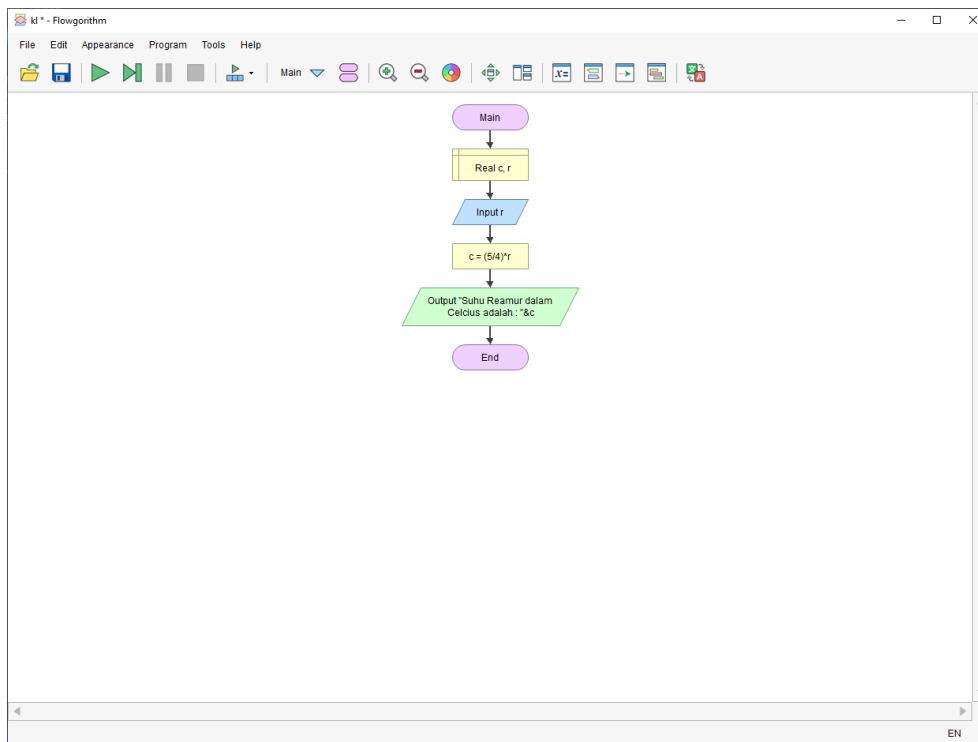 kl * - Flowgorithm
File Edit Appearance Program Tools Help
Main
Main
Real c, r
Input r
c = (5/4)*r
Output "Suhu Reamur dalam
Celcius adalah : "&c
End
EN